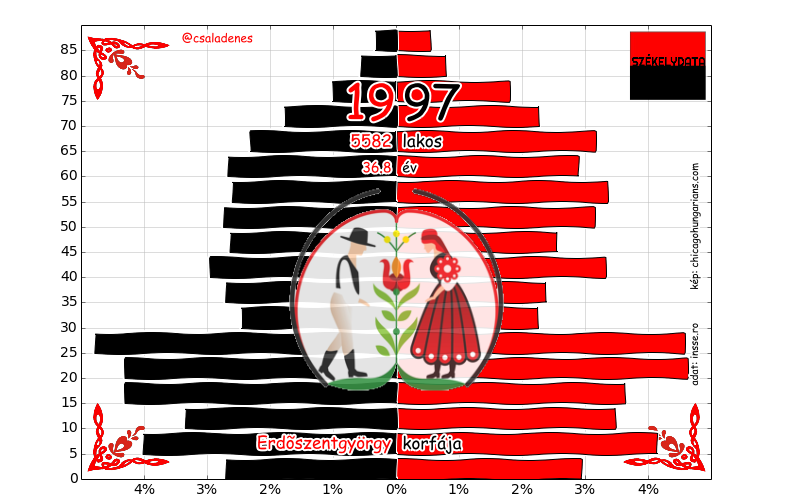 @csaladenes
SZÉKELYDATA
1997
5582 lakos
36.8 év
Erdőszentgyörgy korfája
kép: chicagohungarians.com
adat: insse.ro
85
80
75
70
65
60
55
50
45
40
35
30
25
20
15
10
5
0
4% 3% 2% 1% 0% 1% 2% 3% 4%